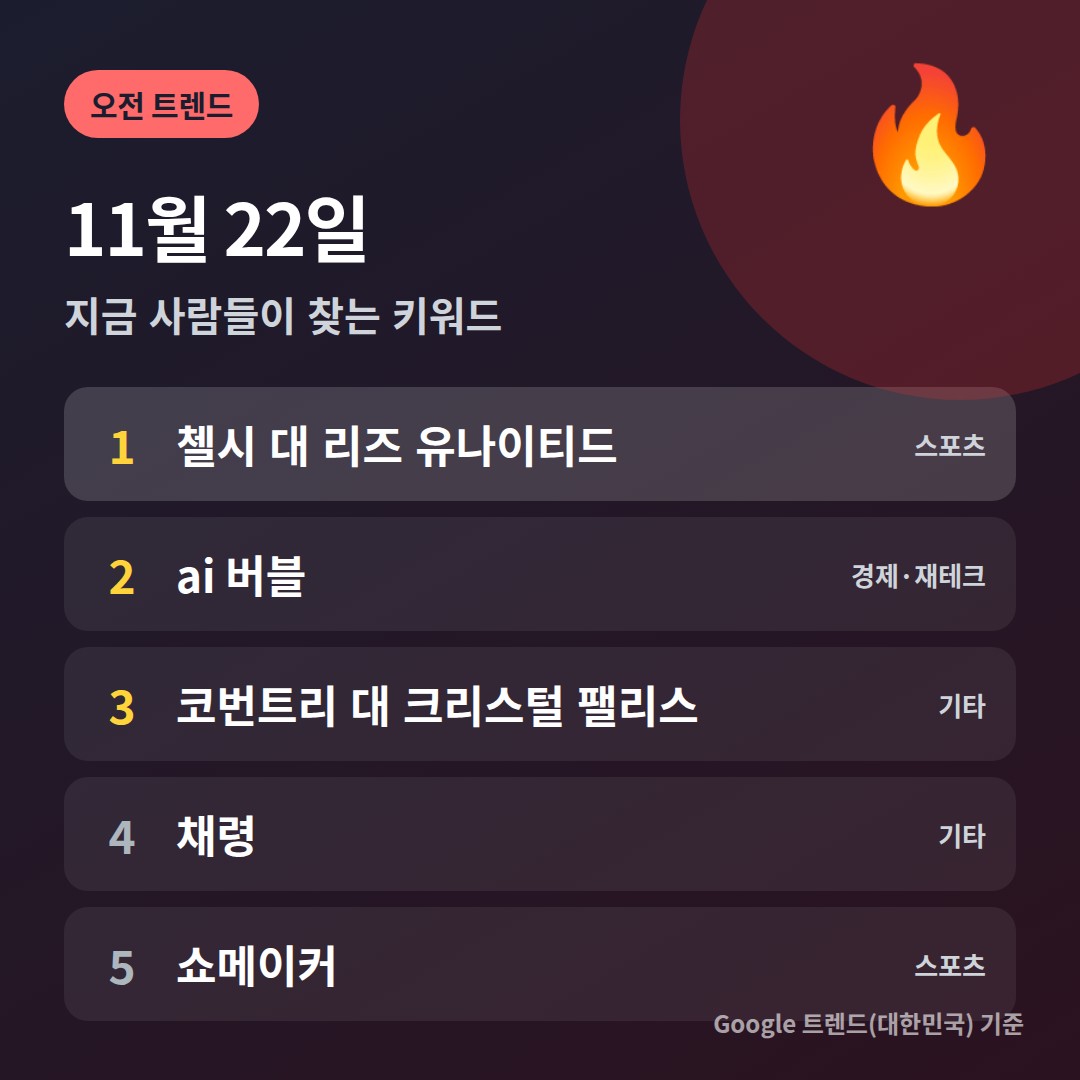 오전 트렌드
11월 22일
지금 사람들이 찾는 키워드
1 첼시 대 리즈 유나이티드 스포츠
2 ai 버블 경제·재테크
3 코번트리 대 크리스털 팰리스 기타
4 채령 기타
5 쇼메이커 스포츠
Google 트렌드(대한민국) 기준